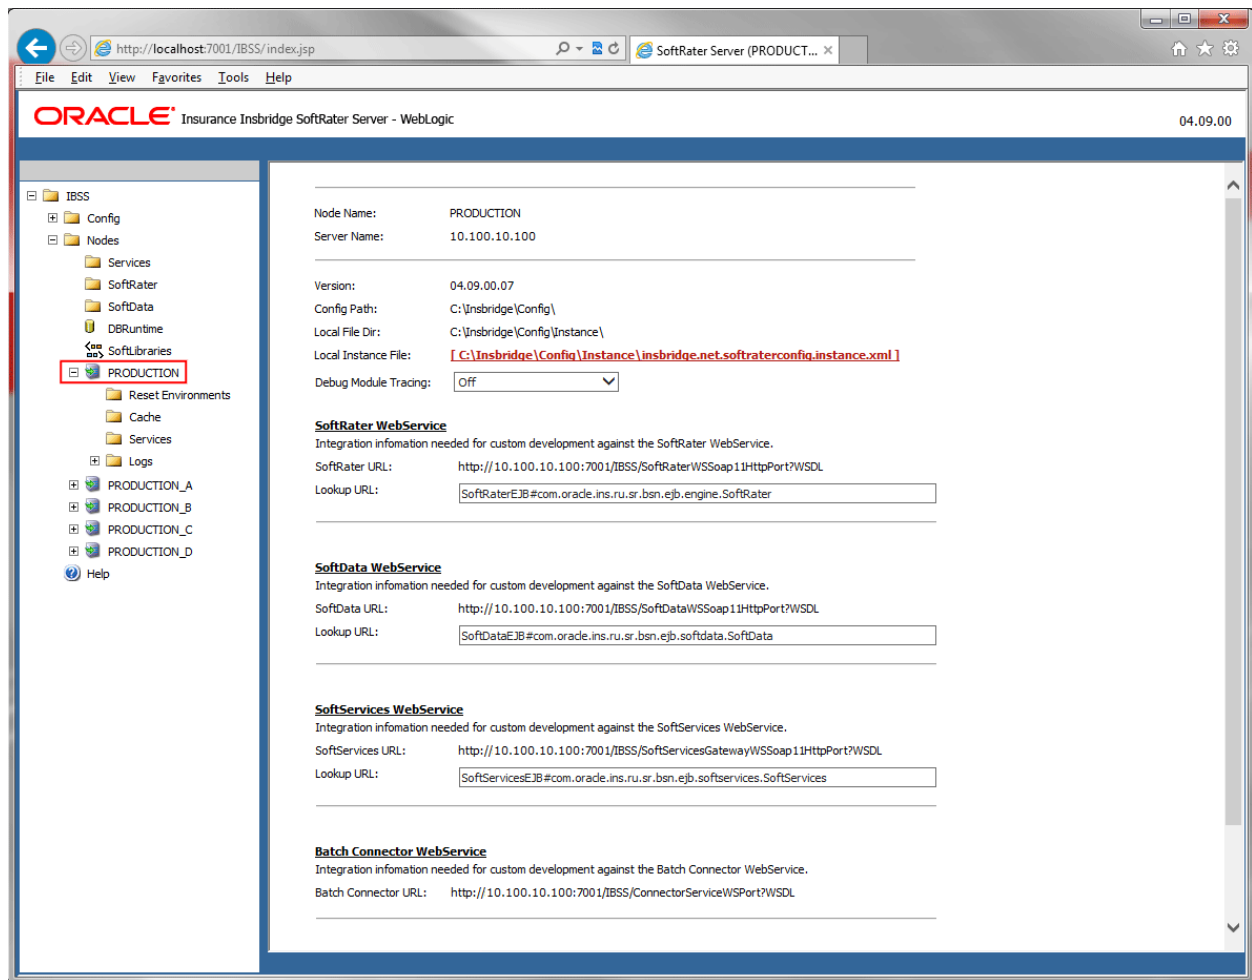 http://localhost:7001/IBSS/index.jsp
SoftRater Server (PRODUCT...
File Edit View Favorites Tools Help
ORACLE Insurance Insbridge SoftRater Server - WebLogic
04.09.00
IBSS
Config
Nodes
Services
SoftRater
SoftData
DBRuntime
SoftLibraries
PRODUCTION
Reset Environments
Cache
Services
Logs
PRODUCTION_A
PRODUCTION_B
PRODUCTION_C
PRODUCTION_D
Help
Node Name: PRODUCTION
Server Name: 10.100.10.100
Version: 04.09.00.07
Config Path: C:\Insbridge\Config\
Local File Dir: C:\Insbridge\Config\Instance\
Local Instance File: [ C:\Insbridge\Config\Instance\insbridge.net.softraterconfig.instance.xml ]
Debug Module Tracing: Off
SoftRater WebService
Integration infomation needed for custom development against the SoftRater WebService.
SoftRater URL: http://10.100.10.100:7001/IBSS/SoftRaterWSSoap11HttpPort?WSDL
Lookup URL: SoftRaterEJB#com.oracle.ins.ru.sr.bsn.ejb.engine.SoftRater
SoftData WebService
Integration infomation needed for custom development against the SoftData WebService.
SoftData URL: http://10.100.10.100:7001/IBSS/SoftDataWSSoap11HttpPort?WSDL
Lookup URL: SoftDataEJB#com.oracle.ins.ru.sr.bsn.ejb.softdata.SoftData
SoftServices WebService
Integration infomation needed for custom development against the SoftServices WebService.
SoftServices URL: http://10.100.10.100:7001/IBSS/SoftServicesGatewayWSSoap11HttpPort?WSDL
Lookup URL: SoftServicesEJB#com.oracle.ins.ru.sr.bsn.ejb.softservices.SoftServices
Batch Connector WebService
Integration infomation needed for custom development against the Batch Connector WebService.
Batch Connector URL: http://10.100.10.100:7001/IBSS/ConnectorServiceWSPort?WSDL